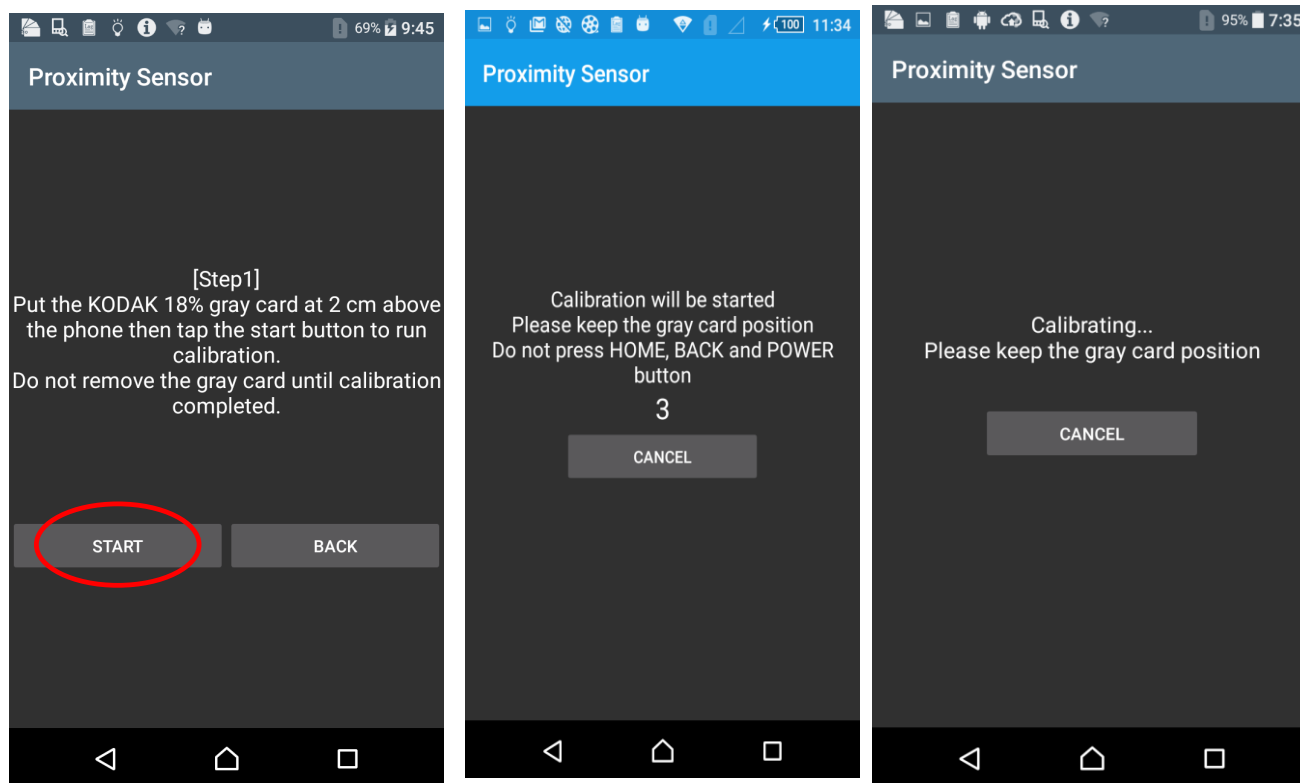 69% 9:45
Proximity Sensor
[Step1]
Put the KODAK 18% gray card at 2 cm above
the phone then tap the start button to run
calibration.
Do not remove the gray card until calibration
completed.
START
BACK
100 11:34
Proximity Sensor
Calibration will be started
Please keep the gray card position
Do not press HOME, BACK and POWER
button
3
CANCEL
95% 7:35
Proximity Sensor
Calibrating...
Please keep the gray card position
CANCEL